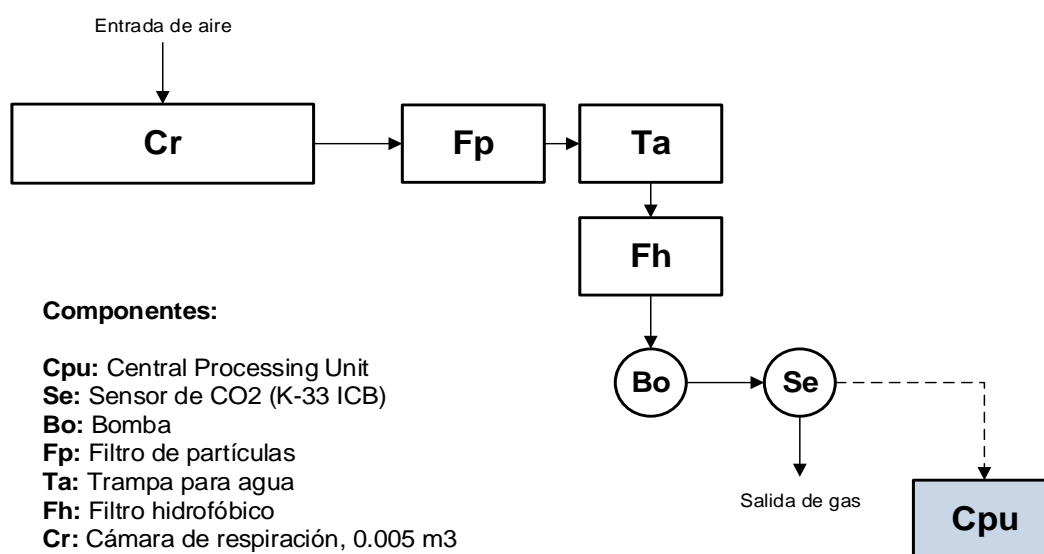 Entrada de aire
Cr
Fp
Ta
Fh
Componentes:
Cpu: Central Processing Unit
Se: Sensor de CO2 (K-33 ICB)
Bo: Bomba
Fp: Filtro de partículas
Ta: Trampa para agua
Fh: Filtro hidrofóbico
Cr: Cámara de respiración, 0.005 m3
Bo
Se
Salida de gas
Cpu